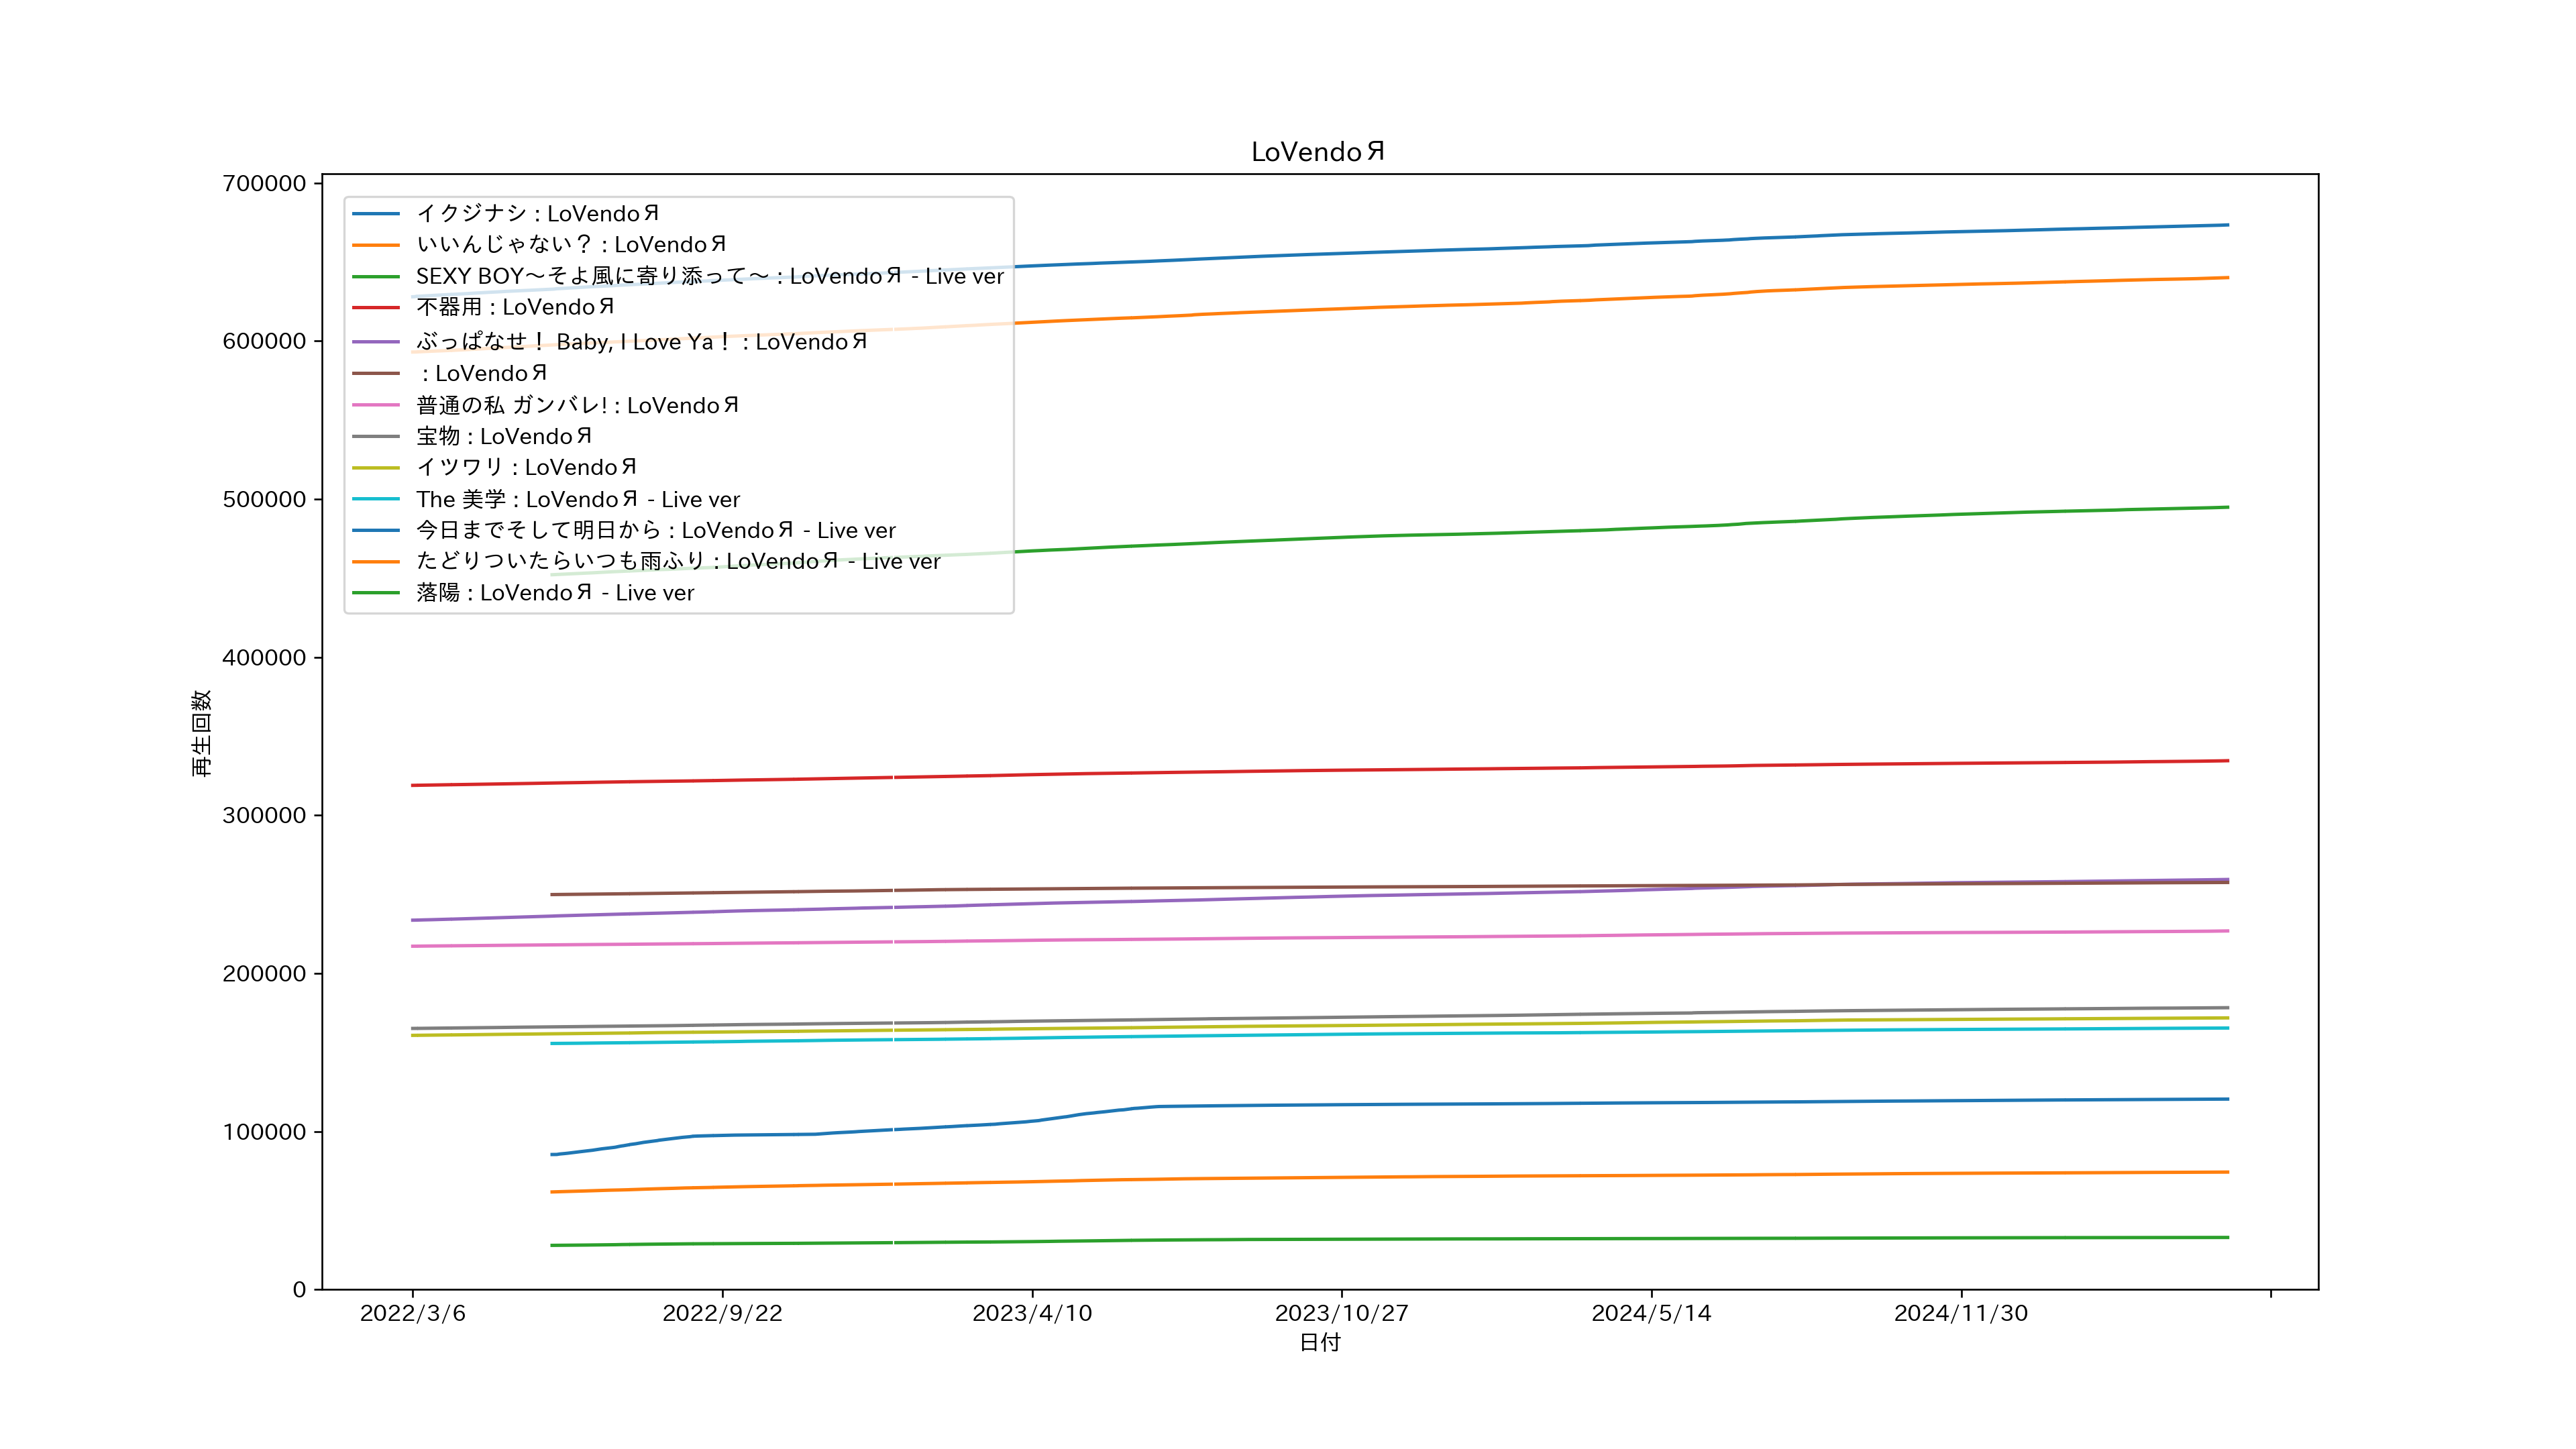 LoVendoЯ
700000
600000
500000
400000
300000
200000
100000
0
再生回数
イクジナシ : LoVendoЯ
いいんじゃない？ : LoVendoЯ
SEXY BOY～そよ風に寄り添って～ : LoVendoЯ - Live ver
不器用 : LoVendoЯ
ぶっぱなせ！ Baby, I Love Ya！ : LoVendoЯ
: LoVendoЯ
普通の私 ガンバレ! : LoVendoЯ
宝物 : LoVendoЯ
イツワリ : LoVendoЯ
The 美学 : LoVendoЯ - Live ver
今日までそして明日から : LoVendoЯ - Live ver
たどりついたらいつも雨ふり : LoVendoЯ - Live ver
落陽 : LoVendoЯ - Live ver
2022/3/6 2022/9/22 2023/4/10 2023/10/27 2024/5/14 2024/11/30
日付